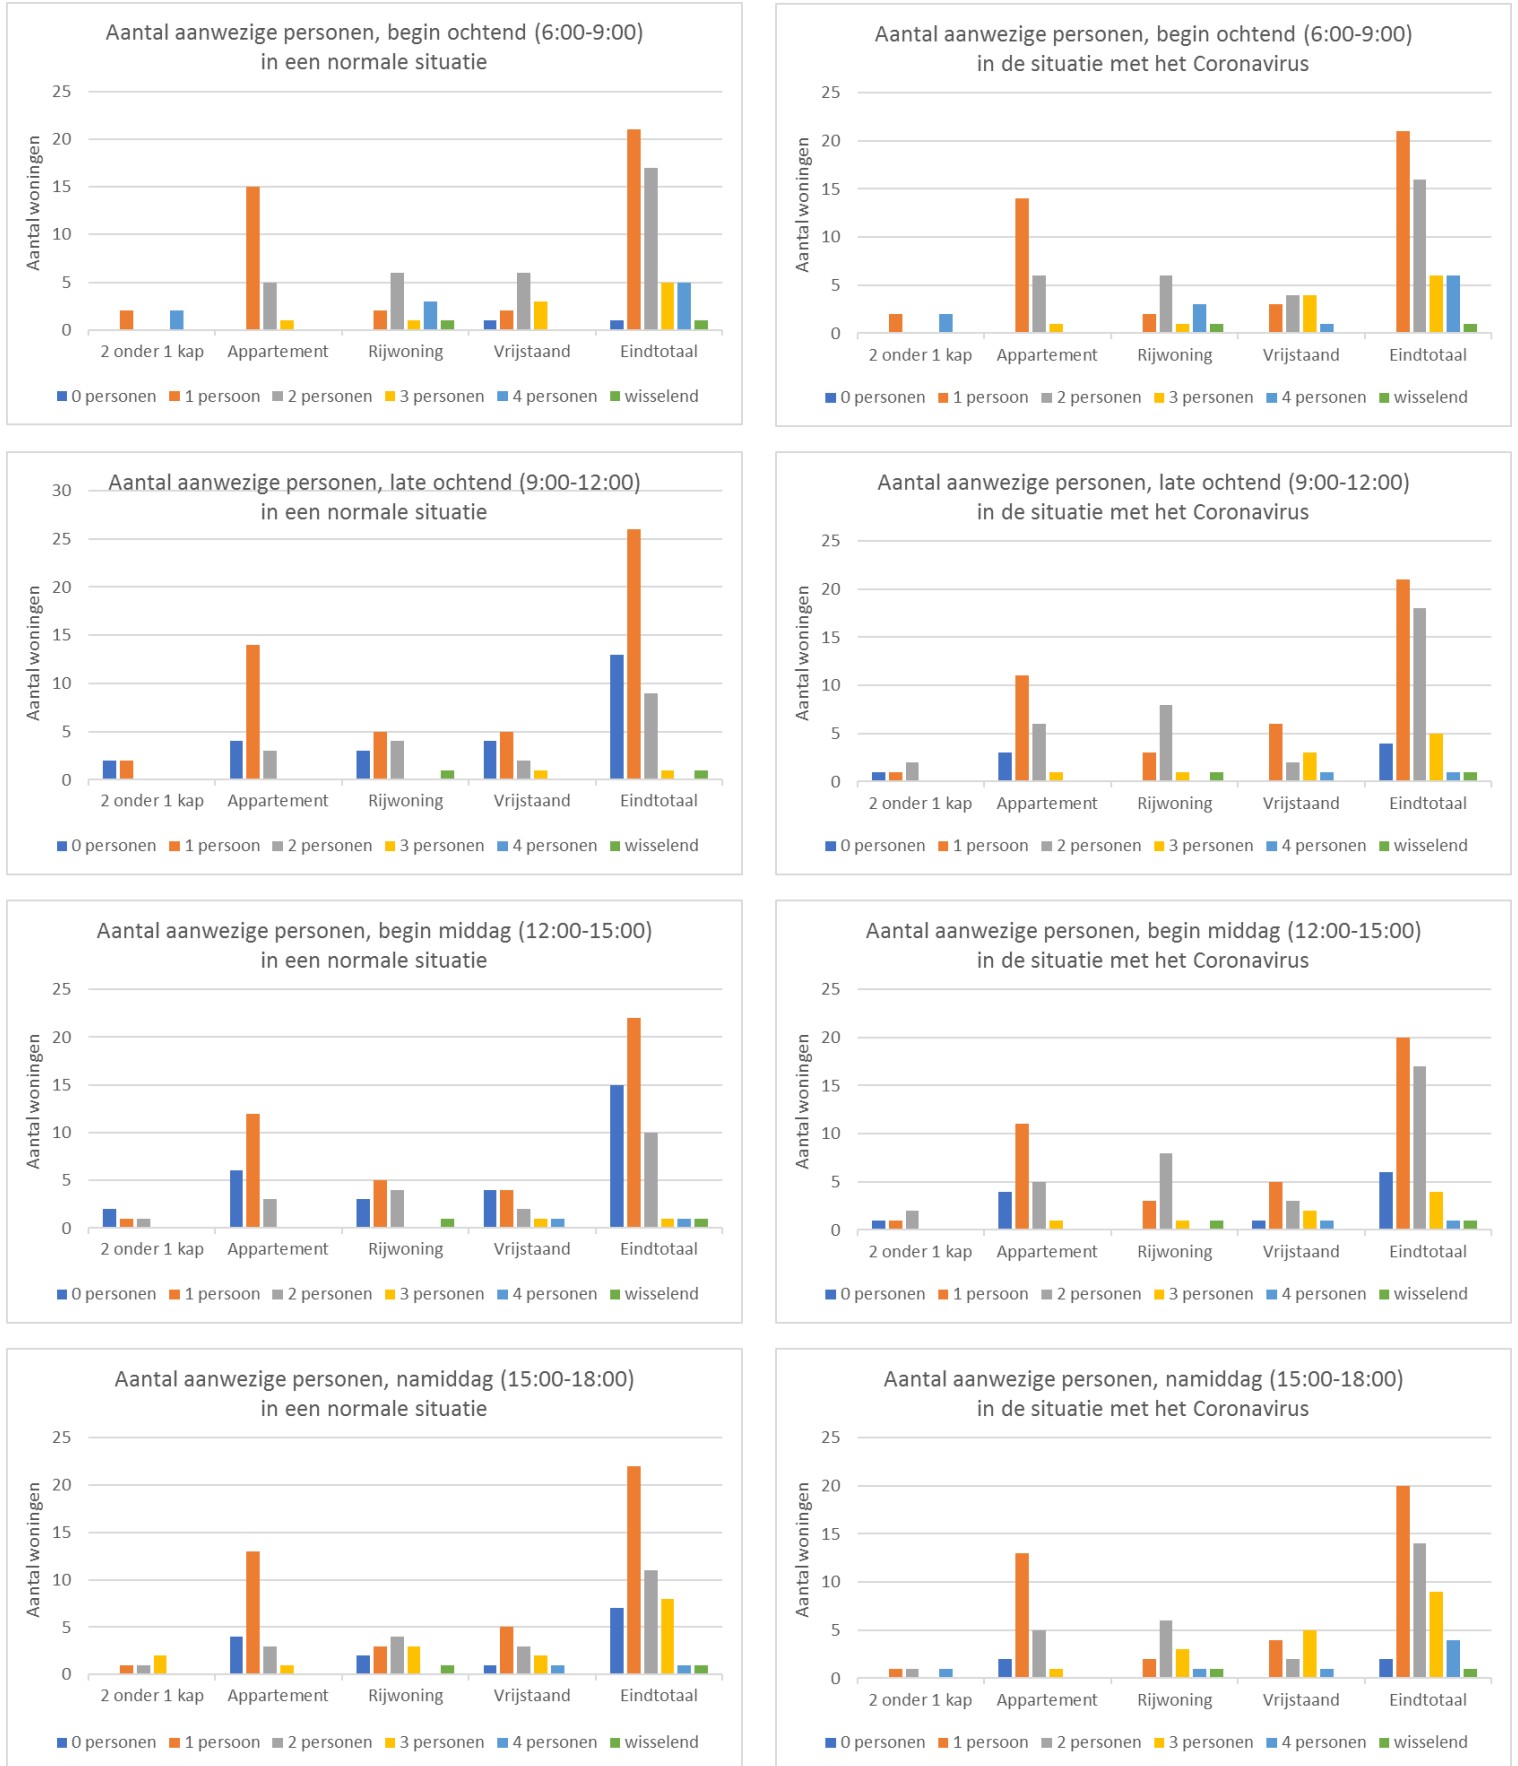 Aantal aanwezige personen, begin ochtend (6:00-9:00)
in een normale situatie
25
20
15
10
5
0
Aantal woningen
2 onder 1 kap Appartement Rijwoning Vrijstaand Eindtotaal
0 personen 1 persoon 2 personen 3 personen 4 personen wisselend
Aantal aanwezige personen, begin ochtend (6:00-9:00)
in de situatie met het Coronavirus
25
20
15
10
5
0
Aantal woningen
2 onder 1 kap Appartement Rijwoning Vrijstaand Eindtotaal
0 personen 1 persoon 2 personen 3 personen 4 personen wisselend
Aantal aanwezige personen, late ochtend (9:00-12:00)
in een normale situatie
30
25
20
15
10
5
0
Aantal woningen
2 onder 1 kap Appartement Rijwoning Vrijstaand Eindtotaal
0 personen 1 persoon 2 personen 3 personen 4 personen wisselend
Aantal aanwezige personen, late ochtend (9:00-12:00)
in de situatie met het Coronavirus
25
20
15
10
5
0
Aantal woningen
2 onder 1 kap Appartement Rijwoning Vrijstaand Eindtotaal
0 personen 1 persoon 2 personen 3 personen 4 personen wisselend
Aantal aanwezige personen, begin middag (12:00-15:00)
in een normale situatie
25
20
15
10
5
0
Aantal woningen
2 onder 1 kap Appartement Rijwoning Vrijstaand Eindtotaal
0 personen 1 persoon 2 personen 3 personen 4 personen wisselend
Aantal aanwezige personen, begin middag (12:00-15:00)
in de situatie met het Coronavirus
25
20
15
10
5
0
Aantal woningen
2 onder 1 kap Appartement Rijwoning Vrijstaand Eindtotaal
0 personen 1 persoon 2 personen 3 personen 4 personen wisselend
Aantal aanwezige personen, namiddag (15:00-18:00)
in een normale situatie
25
20
15
10
5
0
Aantal woningen
2 onder 1 kap Appartement Rijwoning Vrijstaand Eindtotaal
0 personen 1 persoon 2 personen 3 personen 4 personen wisselend
Aantal aanwezige personen, namiddag (15:00-18:00)
in de situatie met het Coronavirus
25
20
15
10
5
0
Aantal woningen
2 onder 1 kap Appartement Rijwoning Vrijstaand Eindtotaal
0 personen 1 persoon 2 personen 3 personen 4 personen wisselend